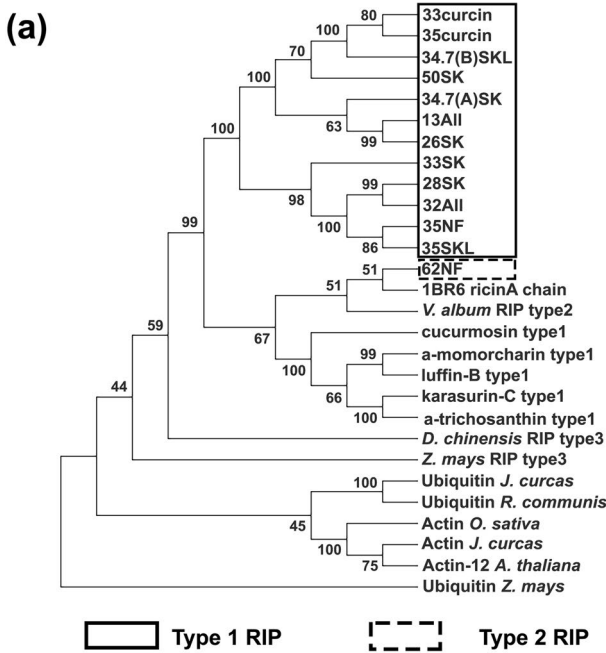 (a)
80
33curcin
100
35curcin
70
34.7(B)SKL
100
50SK
34.7(A)SK
100
63
13All
99
26SK
33SK
98
99
28SK
100
32All
35NF
99
86
35SKL
51
62NF
51
1BR6 ricinA chain
V. album RIP type2
67
cucurmosin type1
59
100
99
a-momorcharin type1
luffin-B type1
66
karasurin-C type1
44
100
a-trichosanthin type1
D. chinensis RIP type3
Z. mays RIP type3
100
Ubiquitin J. curcas
Ubiquitin R. communis
45
Actin O. sativa
100
Actin J. curcas
75
Actin-12 A. thaliana
Ubiquitin Z. mays
Type 1 RIP
Type 2 RIP